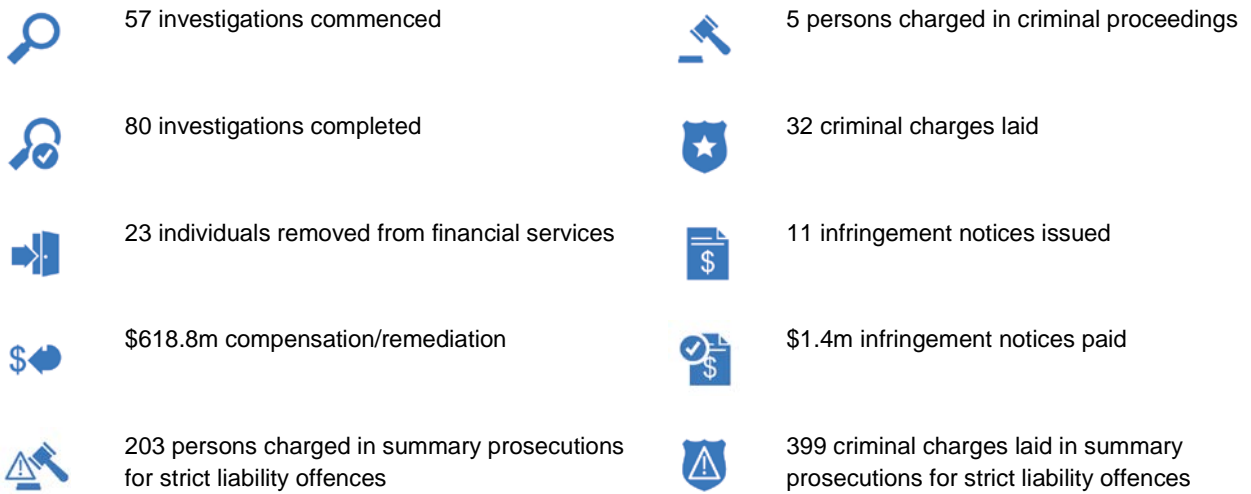 57 investigations commenced
5 persons charged in criminal proceedings
80 investigations completed
32 criminal charges laid
23 individuals removed from financial services
11 infringement notices issued
$
$618.8m compensation/remediation
$
$1.4m infringement notices paid
$
203 persons charged in summary prosecutions
for strict liability offences
399 criminal charges laid in summary
prosecutions for strict liability offences